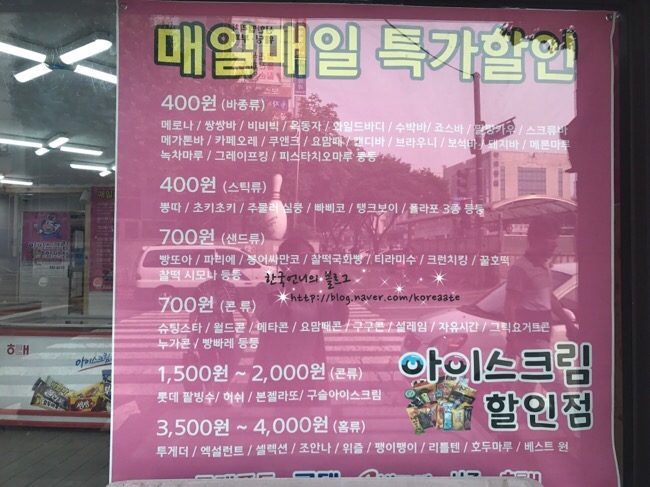 매일매일 특가할인
400원 (바종류)
메로나 / 쌍쌍바 / 비비빅 / 옥동자 / 와일드바디 / 수박바 / 죠스바 / 돼지바 / 스크류바
메가톤바 / 카페오레 / 쿠앤크 / 요맘때 / 캔디바 / 브라우니 / 보석바 / 돼지바 / 메론마루
녹차마루 / 그레이프킹 / 피스타치오마루 등등
400원 (스틱류)
뽕따 / 초키초키 / 주물러 / 빠삐코 / 탱크보이 / 폴라포 3종 등등
700원 (샌드류)
빵또아 / 파리에 / 붕어싸만코 / 찰떡국화빵 / 티라미수 / 크런치킹 / 꿀호떡
찰떡 시모나 등등
한국언니의 블로그
http://blog.naver.com/koreaate
700원 (콘 류)
슈팅스타 / 월드콘 / 메타콘 / 요맘때콘 / 구구콘 / 설레임 / 자유시간 / 그릭요거트콘
누가콘 / 빵빠레 등등
1,500원 ~ 2,000원 (콘류)
롯데 팥빙수 / 허쉬 / 본젤라또 / 구슬아이스크림
3,500원 ~ 4,000원 (홈류)
투게더 / 엑설런트 / 셀렉션 / 조안나 / 위즐 / 팽이팽이 / 리틀텐 / 호두마루 / 베스트 원
아이스크림
할인점